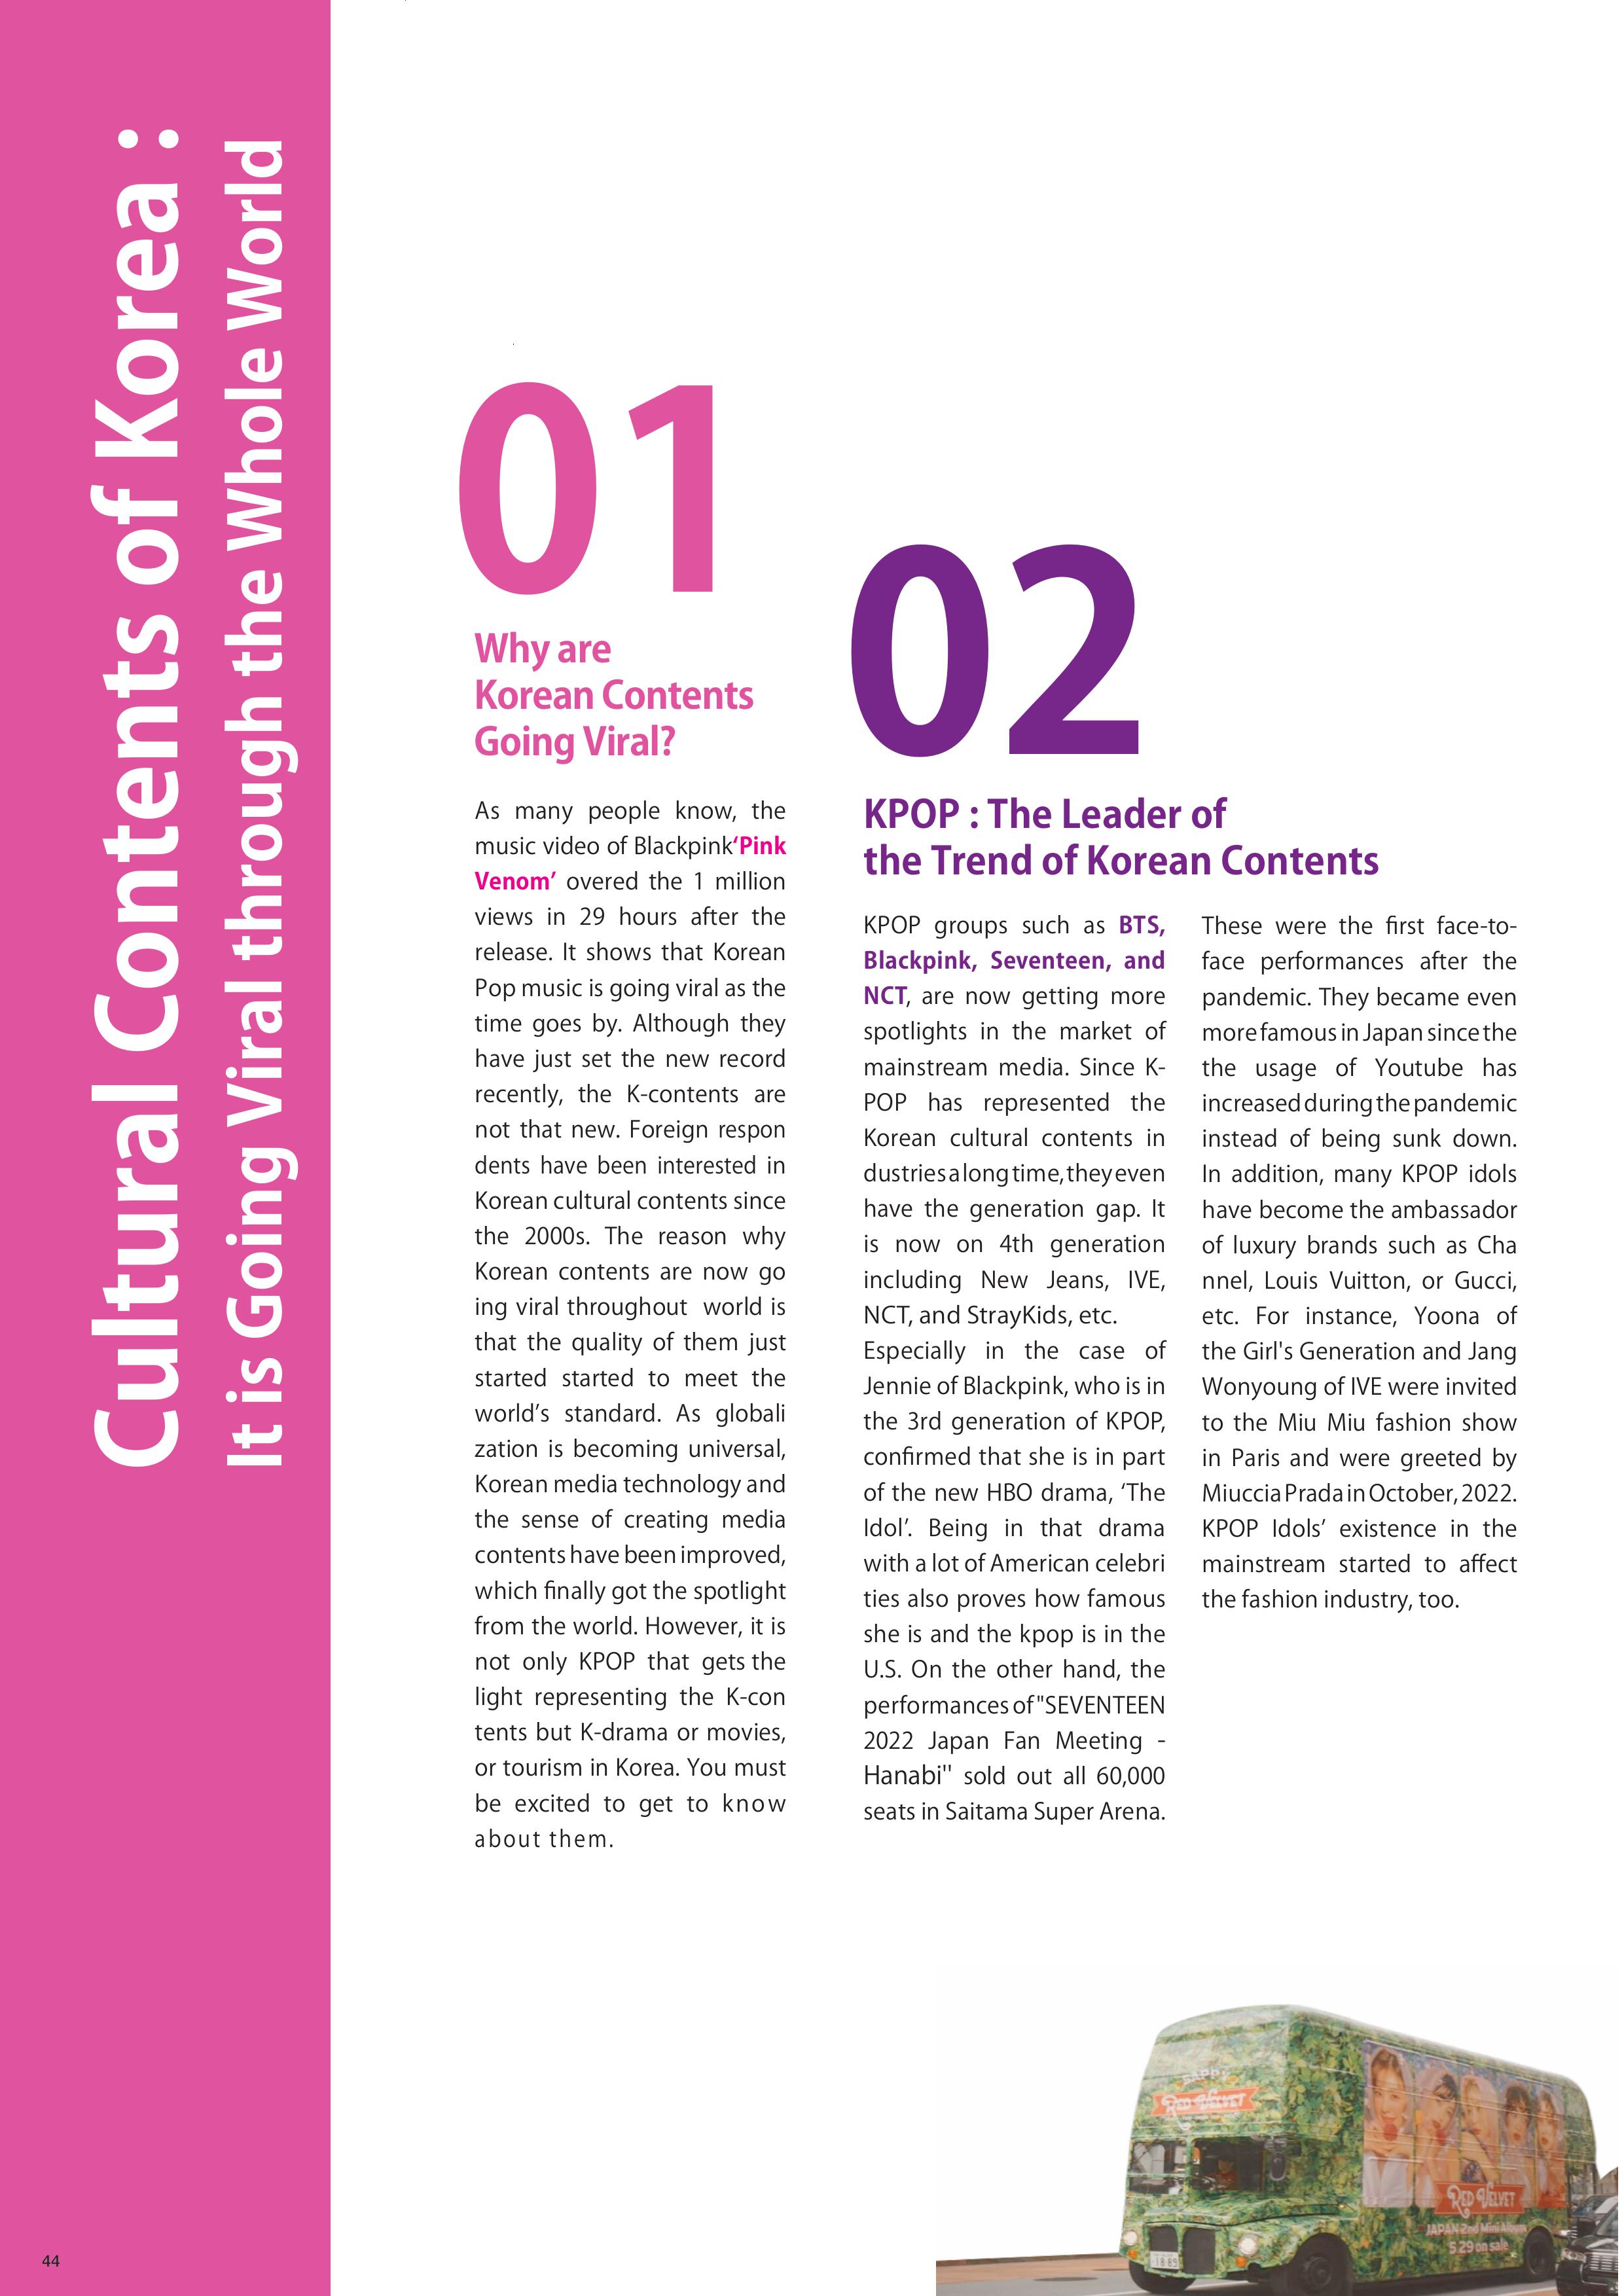 Cultural Contents of Korea :
It is Going Viral through the Whole World
01
Why are
Korean Contents
Going Viral?
As many people know, the
music video of Blackpink‘Pink
Venom’ overed the 1 million
views in 29 hours after the
release. It shows that Korean
Pop music is going viral as the
time goes by. Although they
have just set the new record
recently, the K-contents are
not that new. Foreign respon
dents have been interested in
Korean cultural contents since
the 2000s. The reason why
Korean contents are now go
ing viral throughout world is
that the quality of them just
started started to meet the
world’s standard. As globali
zation is becoming universal,
Korean media technology and
the sense of creating media
contents have been improved,
which finally got the spotlight
from the world. However, it is
not only KPOP that gets the
light representing the K-con
tents but K-drama or movies,
or tourism in Korea. You must
be excited to get to know
about them.
02
KPOP : The Leader of
the Trend of Korean Contents
KPOP groups such as BTS,
Blackpink, Seventeen, and
NCT, are now getting more
spotlights in the market of
mainstream media. Since K-
POP has represented the
Korean cultural contents in
dustries a long time, they even
have the generation gap. It
is now on 4th generation
including New Jeans, IVE,
NCT, and StrayKids, etc.
Especially in the case of
Jennie of Blackpink, who is in
the 3rd generation of KPOP,
confirmed that she is in part
of the new HBO drama, ‘The
Idol’. Being in that drama
with a lot of American celebri
ties also proves how famous
she is and the kpop is in the
U.S. On the other hand, the
performances of "SEVENTEEN
2022 Japan Fan Meeting -
Hanabi" sold out all 60,000
seats in Saitama Super Arena.
These were the first face-to-
face performances after the
pandemic. They became even
more famous in Japan since the
the usage of Youtube has
increased during the pandemic
instead of being sunk down.
In addition, many KPOP idols
have become the ambassador
of luxury brands such as Cha
nnel, Louis Vuitton, or Gucci,
etc. For instance, Yoona of
the Girl's Generation and Jang
Wonyoung of IVE were invited
to the Miu Miu fashion show
in Paris and were greeted by
Miuccia Prada in October, 2022.
KPOP Idols’ existence in the
mainstream started to affect
the fashion industry, too.
HAPPY
RED VELVET
RED VELVET
JAPAN 2nd Mini Album
5.29 on sale
44